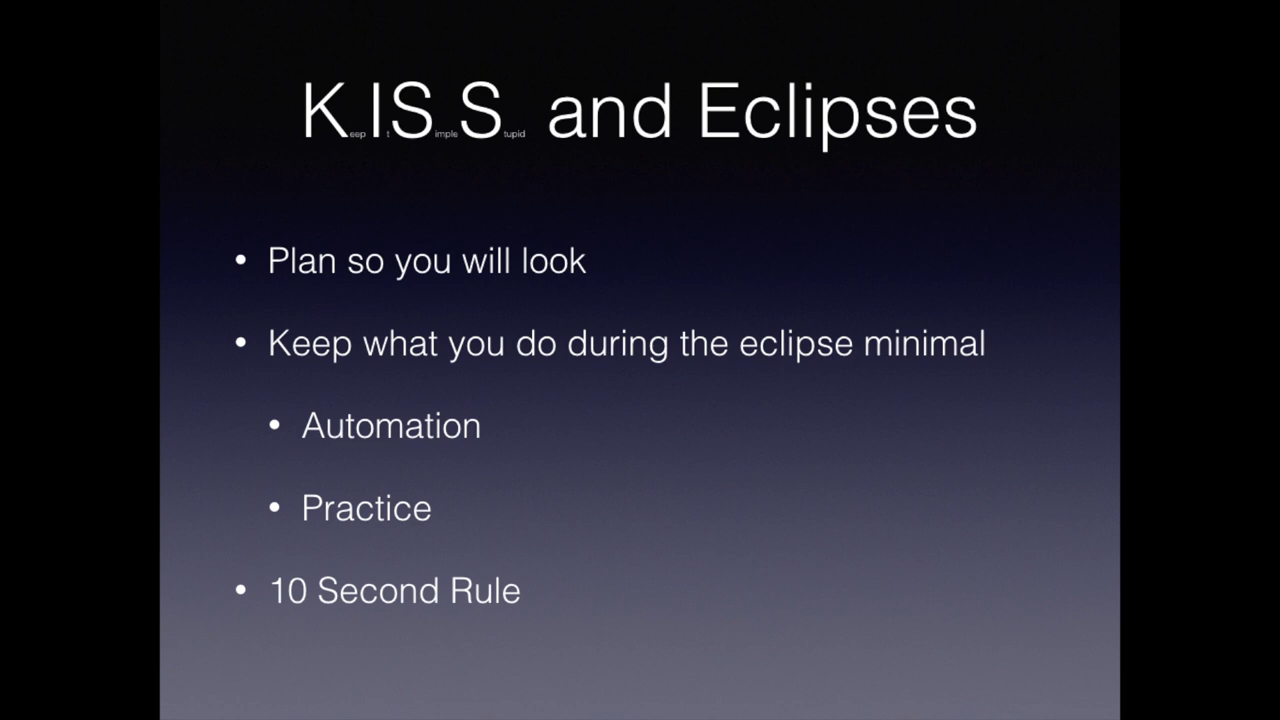 Keep It Simple Stupid and Eclipses
• Plan so you will look
• Keep what you do during the eclipse minimal
• Automation
• Practice
• 10 Second Rule